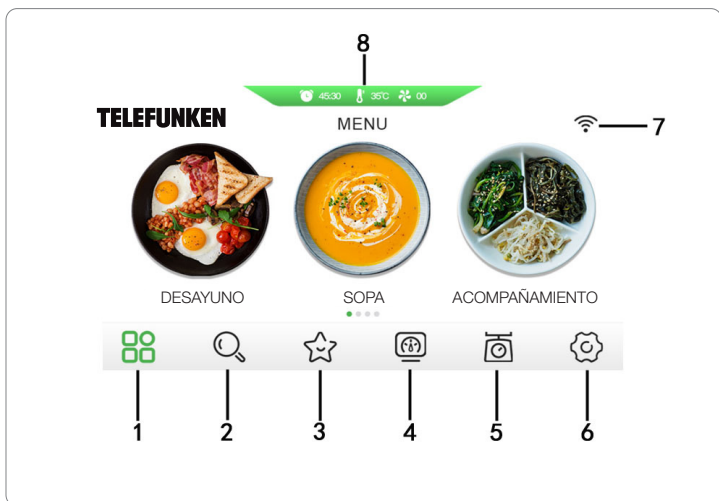 8
45:30 35°C 00
TELEFUNKEN
MENU
7
DESAYUNO SOPA ACOMPAÑAMIENTO
1 2 3 4 5 6